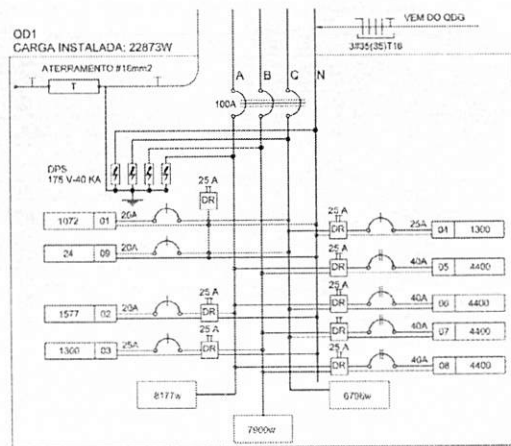 OD1
CARGA INSTALADA: 22873W
VEM DO QDG
3#35(35)T16
ATERRAMENTO #16mm2
T
A B C N
100A
DPS
175 V-40 KA
25 A
DR
1072 01 20A
24 09 20A
1577 02 20A
25 A
DR
1300 03 25A
25 A
DR
25 A
DR
25A 04 1300
25 A
DR
40A 05 4400
25 A
DR
40A 06 4400
25 A
DR
40A 07 4400
25 A
DR
40A 08 4400
8177w
7900w
6796w